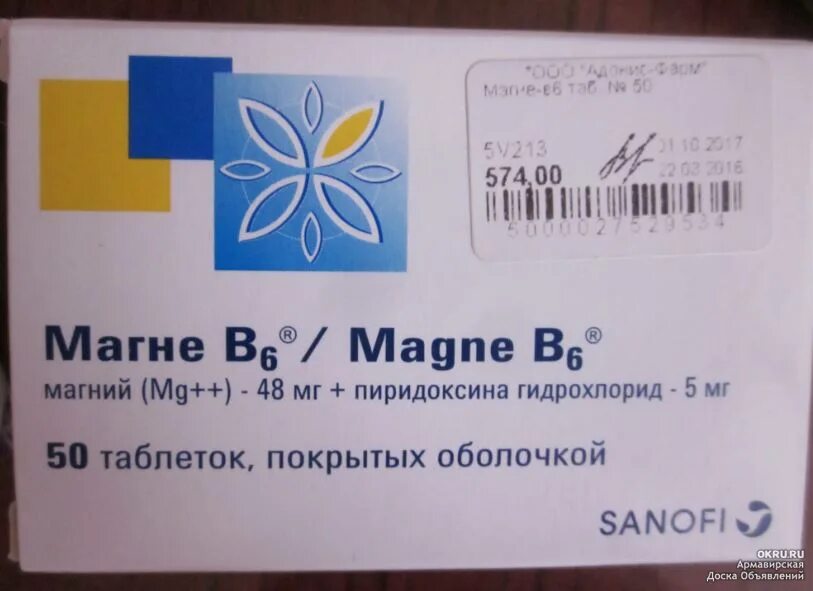 "ООО "Адонис-Фарм"
Магне-в6 таб. № 50
5V213
01.10.2017
574,00
22.03.2016
5000027529534
Магне B6® / Magne B6®
магний (Mg++) - 48 мг + пиридоксина гидрохлорид - 5 мг
50 таблеток, покрытых оболочкой
SANOFI
OKRU.RU
Армавирская
Доска Объявлений